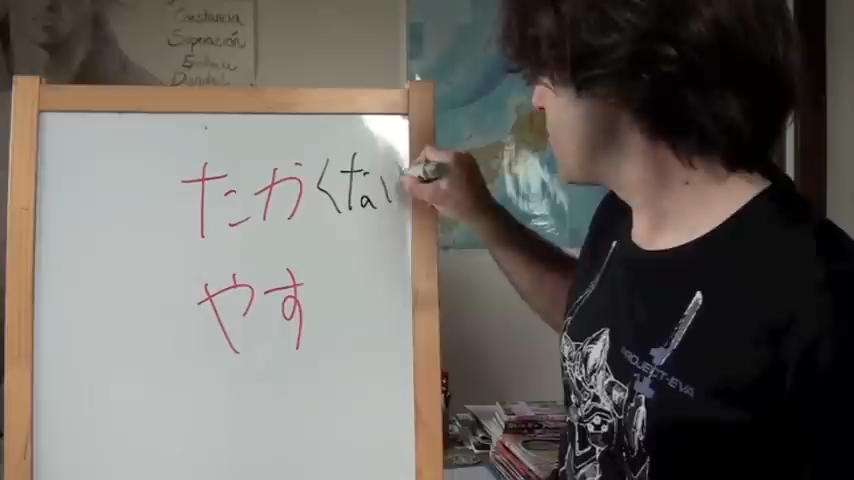 Constancia
Superación
たかくない
やす
PROJECT-EVA